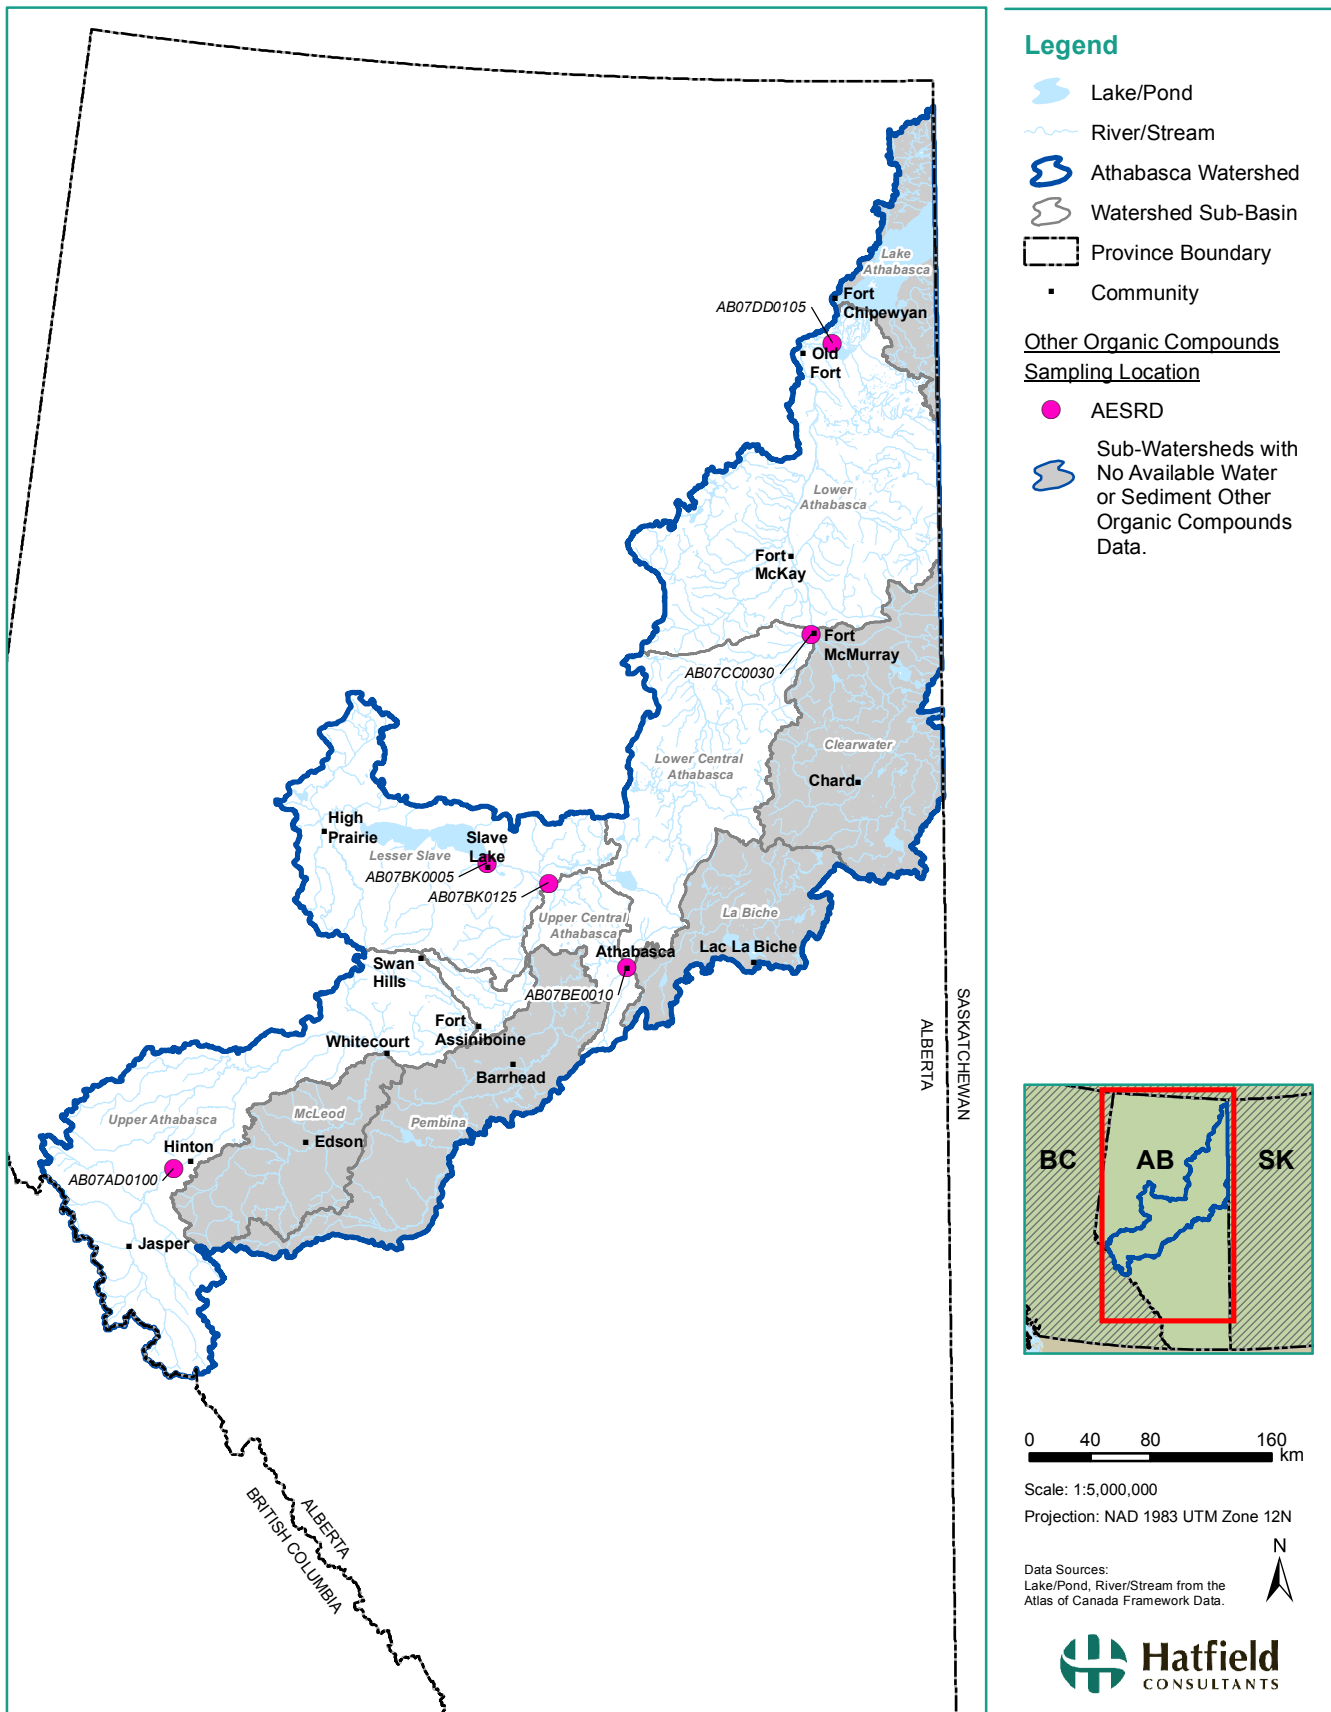 Lake
Athabasca
Fort
Chipewyan
AB07DD0105
Old
Fort
Lower
Athabasca
Fort
McKay
Fort
McMurray
AB07CC0030
Clearwater
Lower Central
Athabasca
Chard
High
Prairie
Slave
Lake
Lesser Slave
AB07BK0005
AB07BK0125
Upper Central
Athabasca
La Biche
Athabasca
Lac La Biche
AB07BE0010
Swan
Hills
Fort
Assiniboine
Whitecourt
Barrhead
McLeod
Pembina
Edson
Upper Athabasca
Hinton
AB07AD0100
Jasper
ALBERTA
SASKATCHEWAN
ALBERTA
BRITISH COLUMBIA
Legend
Lake/Pond
River/Stream
Athabasca Watershed
Watershed Sub-Basin
Province Boundary
Community
Other Organic Compounds
Sampling Location
AESRD
Sub-Watersheds with
No Available Water
or Sediment Other
Organic Compounds
Data.
BC
AB
SK
0 40 80 160
km
Scale: 1:5,000,000
Projection: NAD 1983 UTM Zone 12N
N
Data Sources:
Lake/Pond, River/Stream from the
Atlas of Canada Framework Data.
Hatfield
CONSULTANTS